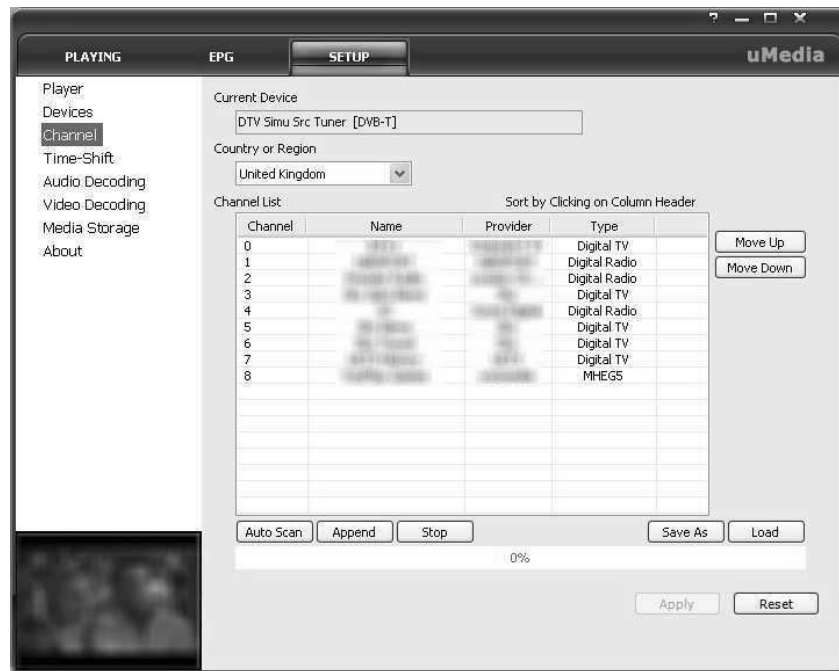 ?
PLAYING EPG SETUP uMedia
Player
Devices
Channel
Time-Shift
Audio Decoding
Video Decoding
Media Storage
About
Current Device
DTV Simu Src Tuner [DVB-T]
Country or Region
United Kingdom
Channel List Sort by Clicking on Column Header
Channel Name Provider Type
0 Digital TV
1 Digital Radio
2 Digital Radio
3 Digital TV
4 Digital Radio
5 Digital TV
6 Digital TV
7 Digital TV
8 MHEG5
Move Up
Move Down
Auto Scan Append Stop Save As Load
0%
Apply Reset